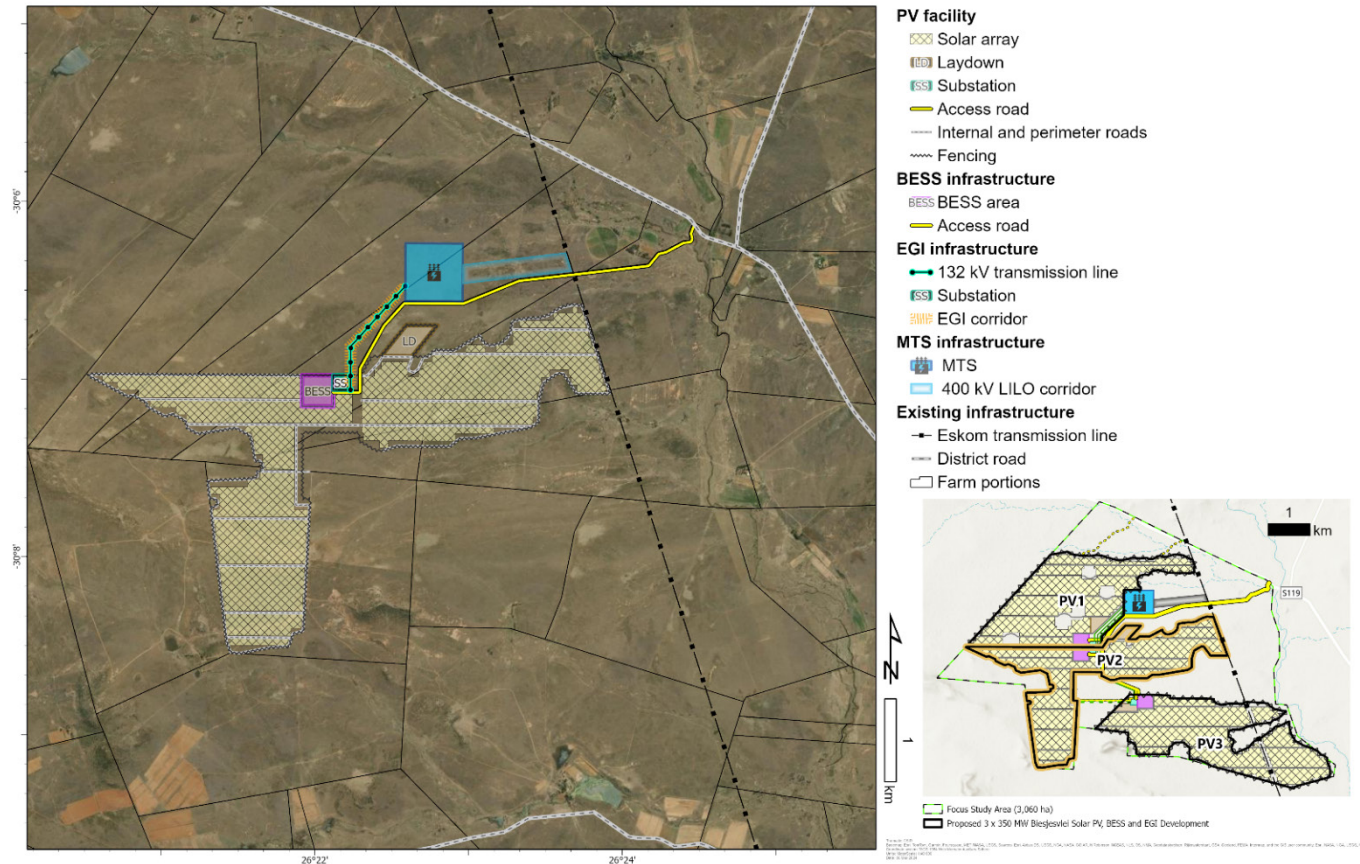 PV facility
Solar array
LD Laydown
SS Substation
Access road
Internal and perimeter roads
Fencing
BESS infrastructure
BESS BESS area
Access road
EGI infrastructure
132 kV transmission line
SS Substation
EGI corridor
MTS infrastructure
MTS
400 kV LILO corridor
Existing infrastructure
Eskom transmission line
District road
Farm portions
-30°6'
-30°8'
LD
BESS
SS
26°22'
26°24'
N
1
km
1
km
S119
PV1
PV2
PV3
Focus Study Area (3,060 ha)
Proposed 3 x 350 MW Biesjesvlei Solar PV, BESS and EGI Development